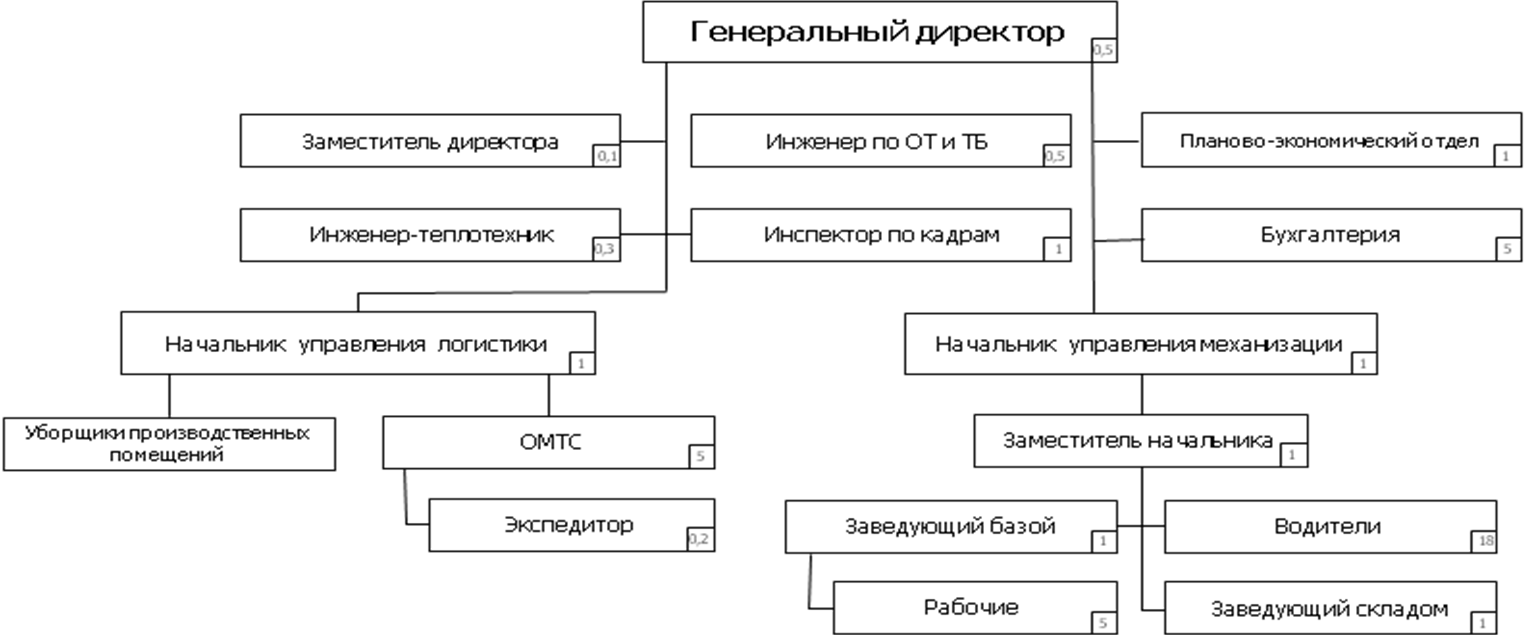 Генеральный директор
0,5
Заместитель директора
0,1
Инженер по ОТ и ТБ
0,5
Планово-экономический отдел
1
Инженер-теплотехник
0,3
Инспектор по кадрам
1
Бухгалтерия
5
Начальник управления логистики
1
Начальник управления механизации
1
Уборщики производственных
помещений
ОМТС
5
Заместитель начальника
1
Экспедитор
0,2
Заведующий базой
1
Водители
18
Рабочие
5
Заведующий складом
1